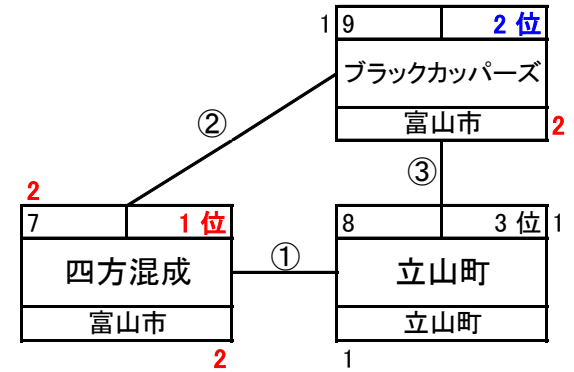 1 9 2 位
ブラックカッパーズ
富山市 2
②
③
2
7 1 位
8 3 位 1
四方混成
①
立山町
富山市
立山町
2
1